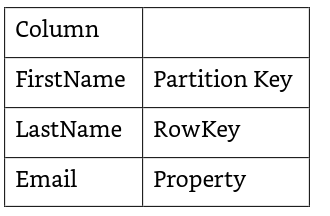 Column
FirstName Partition Key
LastName RowKey
Email Property